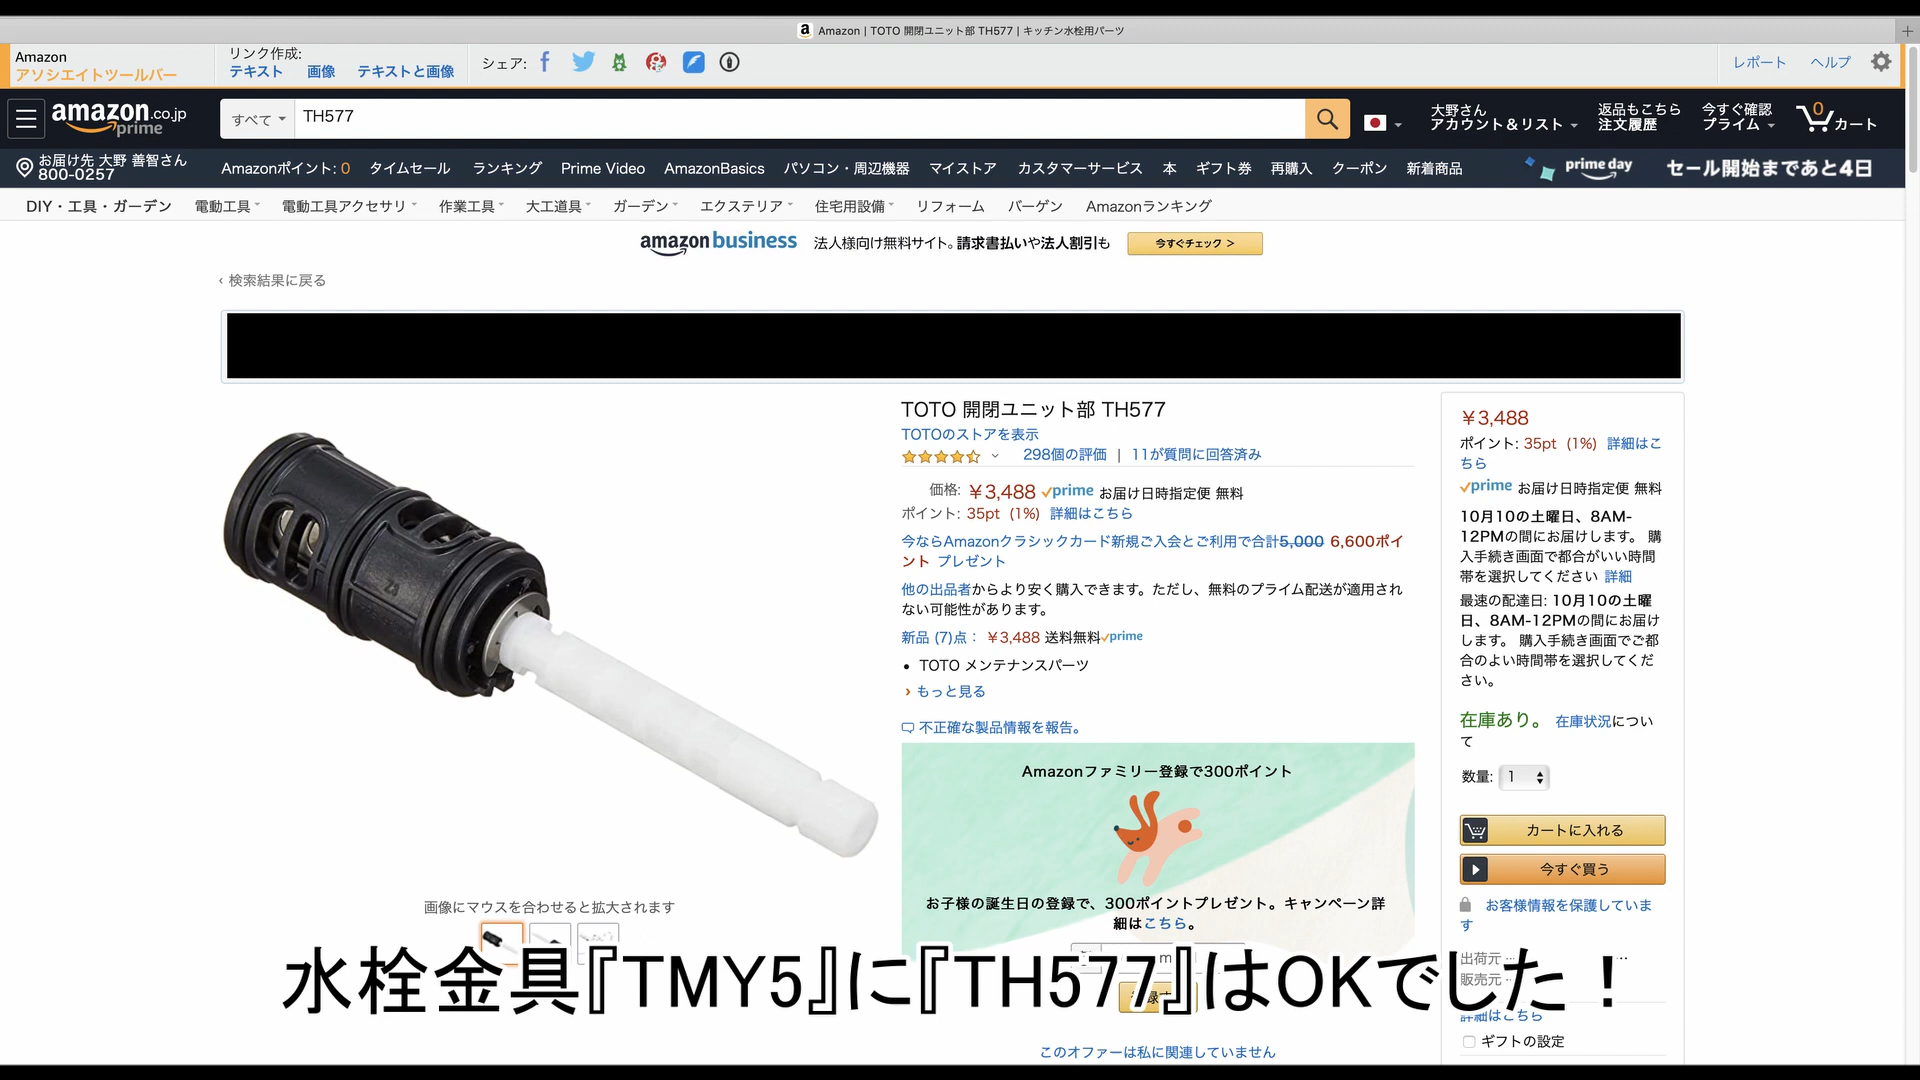 Amazon | TOTO 開閉ユニット部 TH577 | キッチン水栓用パーツ
Amazon
アソシエイトツールバー
リンク作成:
テキスト 画像 テキストと画像
シェア:
レポート ヘルプ
amazon.co.jp
prime
すべて
TH577
大野さん
アカウント&リスト
返品もこちら
注文履歴
今すぐ確認
プライム
0
カート
お届け先 大野 善智さん
800-0257
Amazonポイント: 0 タイムセール ランキング Prime Video AmazonBasics パソコン・周辺機器 マイストア カスタマーサービス 本 ギフト券 再購入 クーポン 新着商品
prime day セール開始まであと4日
DIY・工具・ガーデン 電動工具 電動工具アクセサリ 作業工具 大工道具 ガーデン エクステリア 住宅用設備 リフォーム バーゲン Amazonランキング
amazon business 法人様向け無料サイト。請求書払いや法人割引も 今すぐチェック >
‹ 検索結果に戻る
TOTO 開閉ユニット部 TH577
TOTOのストアを表示
298個の評価 | 11が質問に回答済み
価格: ￥3,488 prime お届け日時指定便 無料
ポイント: 35pt (1%) 詳細はこちら
今ならAmazonクラシックカード新規ご入会とご利用で合計5,000 6,600ポイ
ント プレゼント
他の出品者からより安く購入できます。ただし、無料のプライム配送が適用され
ない可能性があります。
新品 (7)点: ￥3,488 送料無料 prime
• TOTO メンテナンスパーツ
› もっと見る
不正確な製品情報を報告。
Amazonファミリー登録で300ポイント
お子様の誕生日の登録で、300ポイントプレゼント。キャンペーン詳
細はこちら。
このオファーは私に関連していません
画像にマウスを合わせると拡大されます
￥3,488
ポイント: 35pt (1%) 詳細はこ
ちら
prime お届け日時指定便 無料
10月10の土曜日、8AM-
12PMの間にお届けします。 購
入手続き画面で都合がいい時間
帯を選択してください 詳細
最速の配達日: 10月10の土曜
日、8AM-12PMの間にお届け
します。 購入手続き画面でご都
合のよい時間帯を選択してくだ
さい。
在庫あり。 在庫状況につい
て
数量: 1
カートに入れる
今すぐ買う
お客様情報を保護していま
す
出荷元
販売元
詳細はこちら
ギフトの設定
水栓金具『TMY5』に『TH577』はOKでした！